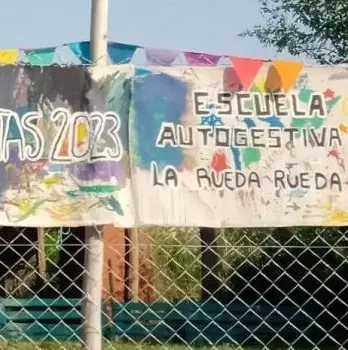 TAS 2023
ESCUELA
AUTOGESTIVA
LA RUEDA RUEDA